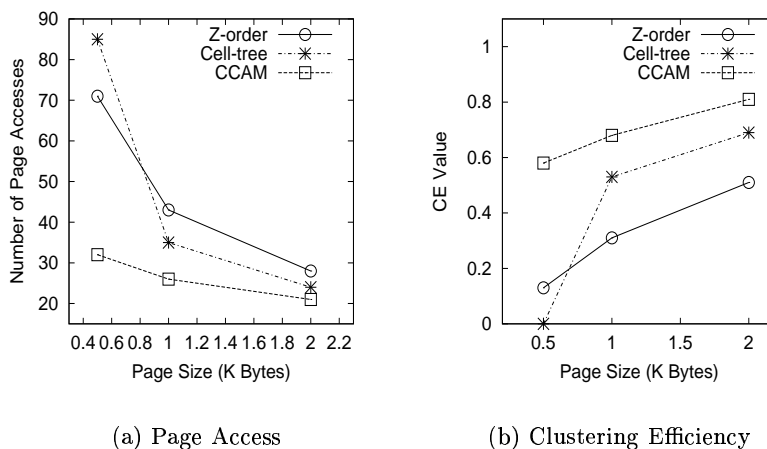 90
80
70
60
50
40
30
20
Number of Page Accesses
Z-order
Cell-tree
CCAM
0.4 0.6 0.8 1 1.2 1.4 1.6 1.8 2 2.2
Page Size (K Bytes)
(a) Page Access
1
0.8
0.6
0.4
0.2
0
CE Value
Z-order
Cell-tree
CCAM
0.5 1 1.5 2
Page Size (K Bytes)
(b) Clustering Efficiency